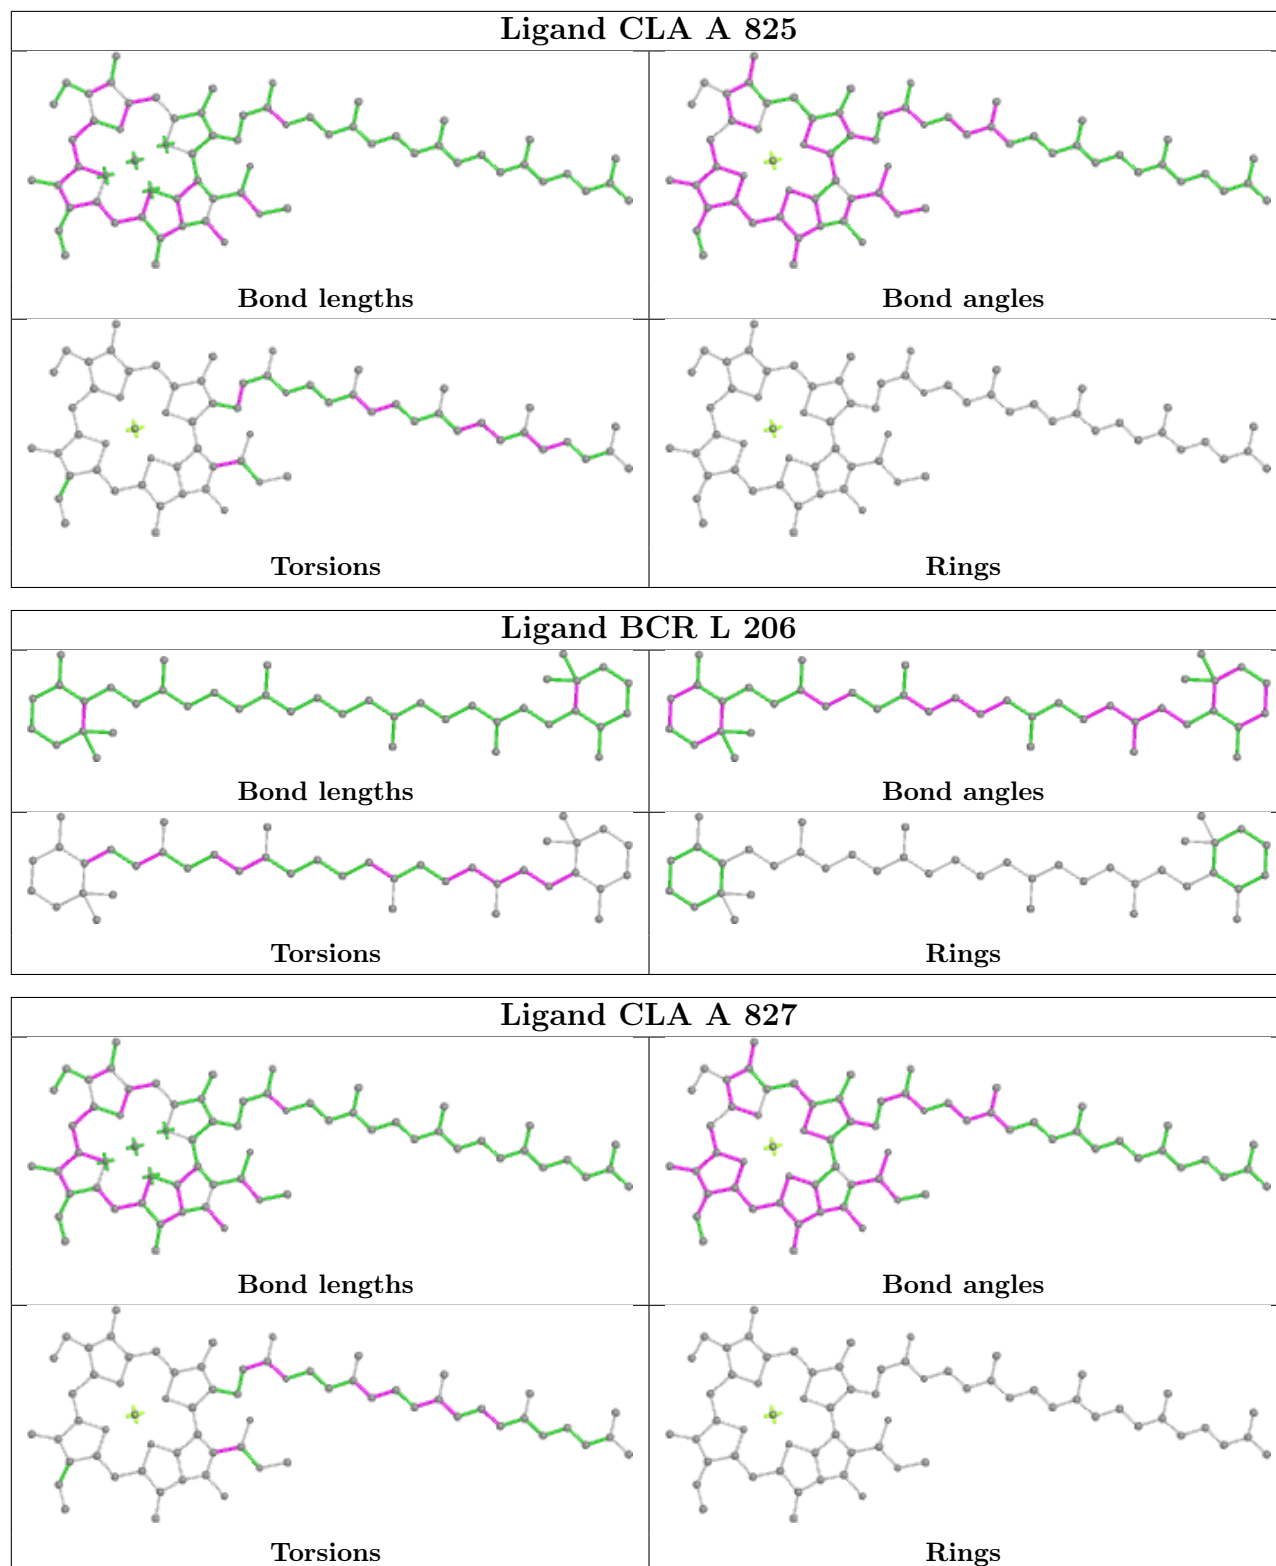 Ligand CLA A 825
Bond lengths
Bond angles
Torsions
Rings
Ligand BCR L 206
Bond lengths
Bond angles
Torsions
Rings
Ligand CLA A 827
Bond lengths
Bond angles
Torsions
Rings